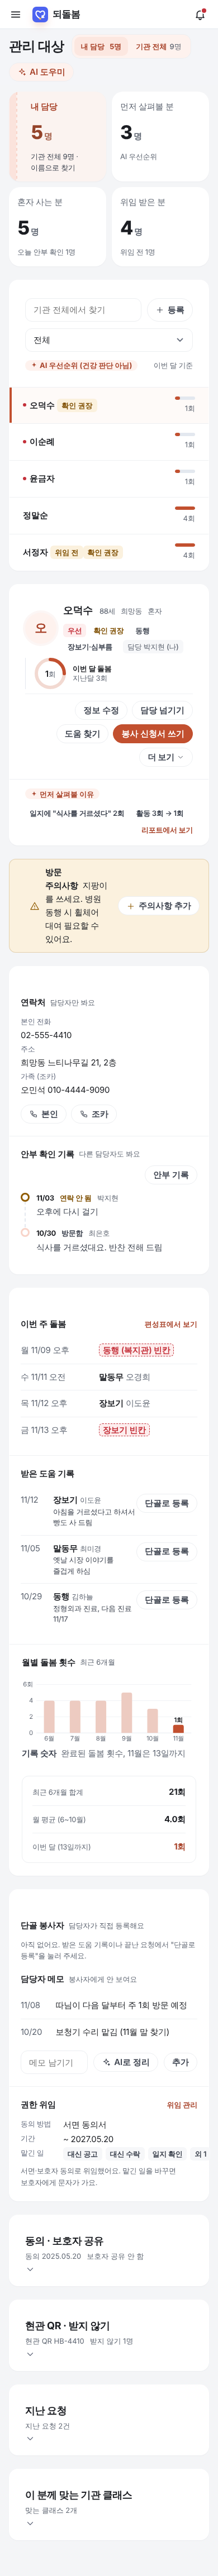 되돌봄
관리 대상
내 담당 5명
기관 전체 9명
AI 도우미
내 담당
5명
기관 전체 9명 ·
이름으로 찾기
먼저 살펴볼 분
3명
AI 우선순위
혼자 사는 분
5명
오늘 안부 확인 1명
위임 받은 분
4명
위임 전 1명
기관 전체에서 찾기
+ 등록
전체
AI 우선순위 (건강 판단 아님)
이번 달 기준
오덕수 확인 권장
1회
이순례
1회
윤금자
1회
정말순
4회
서정자 위임 전 확인 권장
4회
오
오덕수 88세 희망동 혼자
우선 확인 권장 동행
장보기·심부름 담당 박지현 (나)
1회
이번 달 돌봄
지난달 3회
정보 수정
담당 넘기기
도움 찾기
봉사 신청서 쓰기
더 보기
먼저 살펴볼 이유
일지에 "식사를 거르셨다" 2회 활동 3회 → 1회
리포트에서 보기
방문
주의사항 지팡이
를 쓰세요. 병원
동행 시 휠체어
대여 필요할 수
있어요.
+ 주의사항 추가
연락처 담당자만 봐요
본인 전화
02-555-4410
주소
희망동 느티나무길 21, 2층
가족 (조카)
오민석 010-4444-9090
본인
조카
안부 확인 기록 다른 담당자도 봐요
안부 기록
11/03 연락 안 됨 박지현
오후에 다시 걸기
10/30 방문함 최은호
식사를 거르셨대요. 반찬 전해 드림
이번 주 돌봄
편성표에서 보기
월 11/09 오후 동행 (복지관) 빈칸
수 11/11 오전 말동무 오경희
목 11/12 오후 장보기 이도윤
금 11/13 오후 장보기 빈칸
받은 도움 기록
11/12 장보기 이도윤
아침을 거르셨다고 하셔서
빵도 사 드림
단골로 등록
11/05 말동무 최미경
옛날 시장 이야기를
즐겁게 하심
단골로 등록
10/29 동행 김하늘
정형외과 진료, 다음 진료
11/17
단골로 등록
월별 돌봄 횟수 최근 6개월
6회
4
2
0
1회
6월 7월 8월 9월 10월 11월
기록 숫자 완료된 돌봄 횟수, 11월은 13일까지
최근 6개월 합계 21회
월 평균 (6~10월) 4.0회
이번 달 (13일까지) 1회
단골 봉사자 담당자가 직접 등록해요
아직 없어요. 받은 도움 기록이나 끝난 요청에서 "단골로
등록"을 눌러 주세요.
담당자 메모 봉사자에게 안 보여요
11/08 따님이 다음 달부터 주 1회 방문 예정
10/20 보청기 수리 맡김 (11월 말 찾기)
메모 남기기
AI로 정리
추가
권한 위임
위임 관리
동의 방법 서면 동의서
기간 ~ 2027.05.20
맡긴 일 대신 공고 대신 수락 일지 확인 외 1
서면·보호자 동의로 위임했어요. 맡긴 일을 바꾸면
보호자에게 문자가 가요.
동의 · 보호자 공유
동의 2025.05.20 보호자 공유 안 함
현관 QR · 받지 않기
현관 QR HB-4410 받지 않기 1명
지난 요청
지난 요청 2건
이 분께 맞는 기관 클래스
맞는 클래스 2개